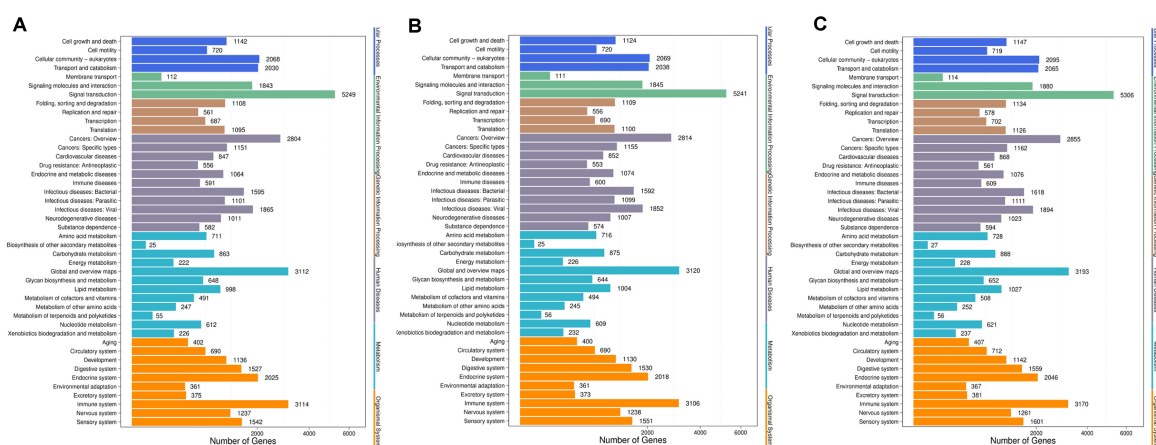 A
Cell growth and death 1142
Cell motility 720
Cellular community − eukaryotes 2068
Transport and catabolism 2030
Membrane transport 112
Signaling molecules and interaction 1843
Signal transduction 5249
Folding, sorting and degradation 1108
Replication and repair 561
Transcription 687
Translation 1095
Cancers: Overview 2804
Cancers: Specific types 1151
Cardiovascular diseases 847
Drug resistance: Antineoplastic 556
Endocrine and metabolic diseases 1064
Immune diseases 591
Infectious diseases: Bacterial 1595
Infectious diseases: Parasitic 1101
Infectious diseases: Viral 1865
Neurodegenerative diseases 1011
Substance dependence 582
Amino acid metabolism 711
Biosynthesis of other secondary metabolites 25
Carbohydrate metabolism 863
Energy metabolism 222
Global and overview maps 3112
Glycan biosynthesis and metabolism 648
Lipid metabolism 998
Metabolism of cofactors and vitamins 491
Metabolism of other amino acids 247
Metabolism of terpenoids and polyketides 55
Nucleotide metabolism 612
Xenobiotics biodegradation and metabolism 226
Aging 402
Circulatory system 690
Development 1136
Digestive system 1527
Endocrine system 2025
Environmental adaptation 361
Excretory system 375
Immune system 3114
Nervous system 1237
Sensory system 1542
2000 4000 6000
Number of Genes
ular Processes
Environmental Information Processing
Genetic Information Processing
Human Diseases
Metabolism
Organismal System
B
Cell growth and death 1124
Cell motility 720
Cellular community − eukaryotes 2069
Transport and catabolism 2038
Membrane transport 111
Signaling molecules and interaction 1845
Signal transduction 5241
Folding, sorting and degradation 1109
Replication and repair 556
Transcription 690
Translation 1100
Cancers: Overview 2814
Cancers: Specific types 1155
Cardiovascular diseases 852
Drug resistance: Antineoplastic 553
Endocrine and metabolic diseases 1074
Immune diseases 600
Infectious diseases: Bacterial 1592
Infectious diseases: Parasitic 1099
Infectious diseases: Viral 1852
Neurodegenerative diseases 1007
Substance dependence 574
Amino acid metabolism 716
iosynthesis of other secondary metabolites 25
Carbohydrate metabolism 875
Energy metabolism 226
Global and overview maps 3120
Glycan biosynthesis and metabolism 644
Lipid metabolism 1004
Metabolism of cofactors and vitamins 494
Metabolism of other amino acids 245
Metabolism of terpenoids and polyketides 56
Nucleotide metabolism 609
Xenobiotics biodegradation and metabolism 232
Aging 400
Circulatory system 690
Development 1130
Digestive system 1530
Endocrine system 2018
Environmental adaptation 361
Excretory system 373
Immune system 3106
Nervous system 1238
Sensory system 1551
2000 4000 6000
Number of Genes
ular Processes
Environmental Information Processing
Genetic Information Processing
Human Diseases
Metabolism
Organismal System
C
Cell growth and death 1147
Cell motility 719
Cellular community − eukaryotes 2095
Transport and catabolism 2065
Membrane transport 114
Signaling molecules and interaction 1880
Signal transduction 5306
Folding, sorting and degradation 1134
Replication and repair 578
Transcription 702
Translation 1126
Cancers: Overview 2855
Cancers: Specific types 1162
Cardiovascular diseases 868
Drug resistance: Antineoplastic 561
Endocrine and metabolic diseases 1076
Immune diseases 609
Infectious diseases: Bacterial 1618
Infectious diseases: Parasitic 1111
Infectious diseases: Viral 1894
Neurodegenerative diseases 1023
Substance dependence 594
Amino acid metabolism 728
Biosynthesis of other secondary metabolites 27
Carbohydrate metabolism 888
Energy metabolism 228
Global and overview maps 3193
Glycan biosynthesis and metabolism 652
Lipid metabolism 1027
Metabolism of cofactors and vitamins 508
Metabolism of other amino acids 252
Metabolism of terpenoids and polyketides 56
Nucleotide metabolism 621
Xenobiotics biodegradation and metabolism 237
Aging 407
Circulatory system 712
Development 1142
Digestive system 1559
Endocrine system 2046
Environmental adaptation 367
Excretory system 381
Immune system 3170
Nervous system 1261
Sensory system 1601
2000 4000 6000
Number of Genes